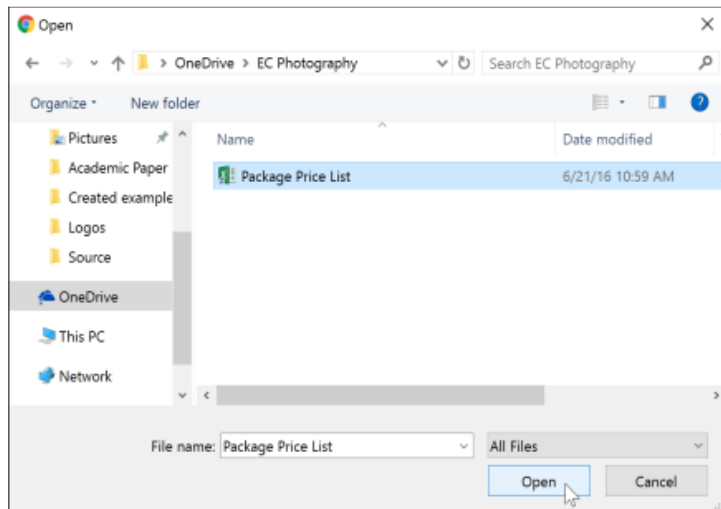 Open
OneDrive > EC Photography
Search EC Photography
Organize
New folder
Name
Date modified
Pictures
Academic Paper
Created example
Logos
Source
OneDrive
This PC
Network
Package Price List
6/21/16 10:59 AM
File name: Package Price List
All Files
Open
Cancel